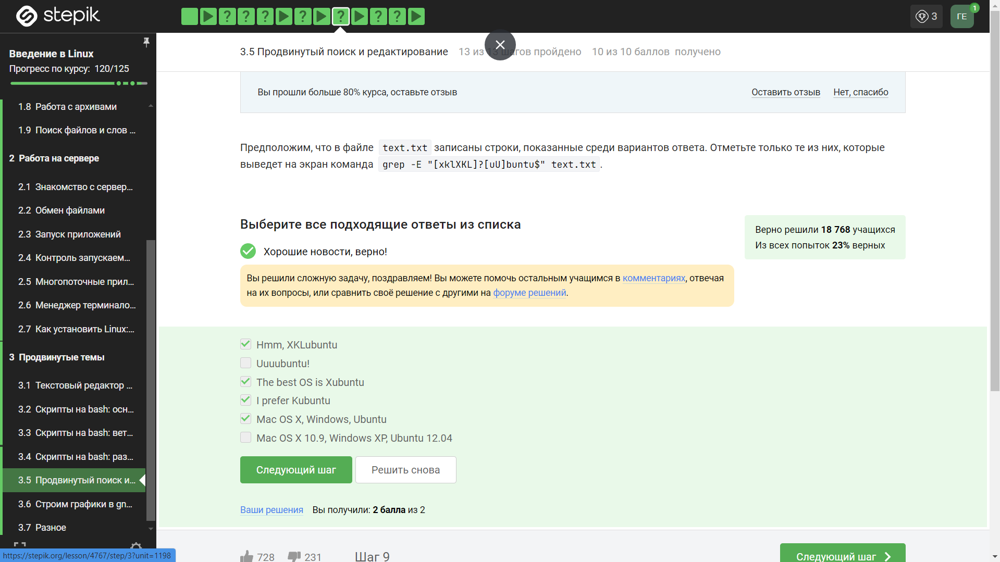 stepik
? ? ? ? ? ? ? 
3
ГЕ
1
Введение в Linux
Прогресс по курсу: 120/125
1.8 Работа с архивами
1.9 Поиск файлов и слов ...
2 Работа на сервере
2.1 Знакомство с сервер...
2.2 Обмен файлами
2.3 Запуск приложений
2.4 Контроль запускаем...
2.5 Многопоточные прил...
2.6 Менеджер терминало...
2.7 Как установить Linux:...
3 Продвинутые темы
3.1 Текстовый редактор ...
3.2 Скрипты на bash: осн...
3.3 Скрипты на bash: вет...
3.4 Скрипты на bash: раз...
3.5 Продвинутый поиск и...
3.6 Строим графики в gn...
3.7 Разное
https://stepik.org/lesson/4767/step/3?unit=1198
3.5 Продвинутый поиск и редактирование 13 из 13 шагов пройдено 10 из 10 баллов получено
Вы прошли больше 80% курса, оставьте отзыв Оставить отзыв Нет, спасибо
Предположим, что в файле text.txt записаны строки, показанные среди вариантов ответа. Отметьте только те из них, которые
выведет на экран команда grep -E "[xklXKL]?[uU]buntu$" text.txt.
Выберите все подходящие ответы из списка
Верно решили 18 768 учащихся
Из всех попыток 23% верных
Хорошие новости, верно!
Вы решили сложную задачу, поздравляем! Вы можете помочь остальным учащимся в комментариях, отвечая
на их вопросы, или сравнить своё решение с другими на форуме решений.
Hmm, XKLubuntu
Uuuubuntu!
The best OS is Xubuntu
I prefer Kubuntu
Mac OS X, Windows, Ubuntu
Mac OS X 10.9, Windows XP, Ubuntu 12.04
Следующий шаг Решить снова
Ваши решения Вы получили: 2 балла из 2
728 231 Шаг 9 Следующий шаг